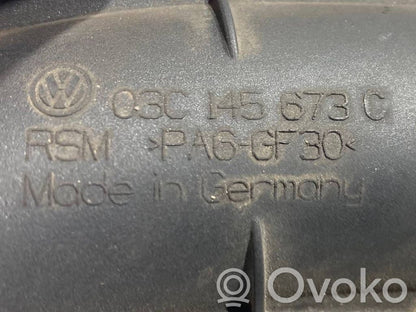 03C 145 673 C
RSM >PA6-GF30<
Made in Germany
Ovoko